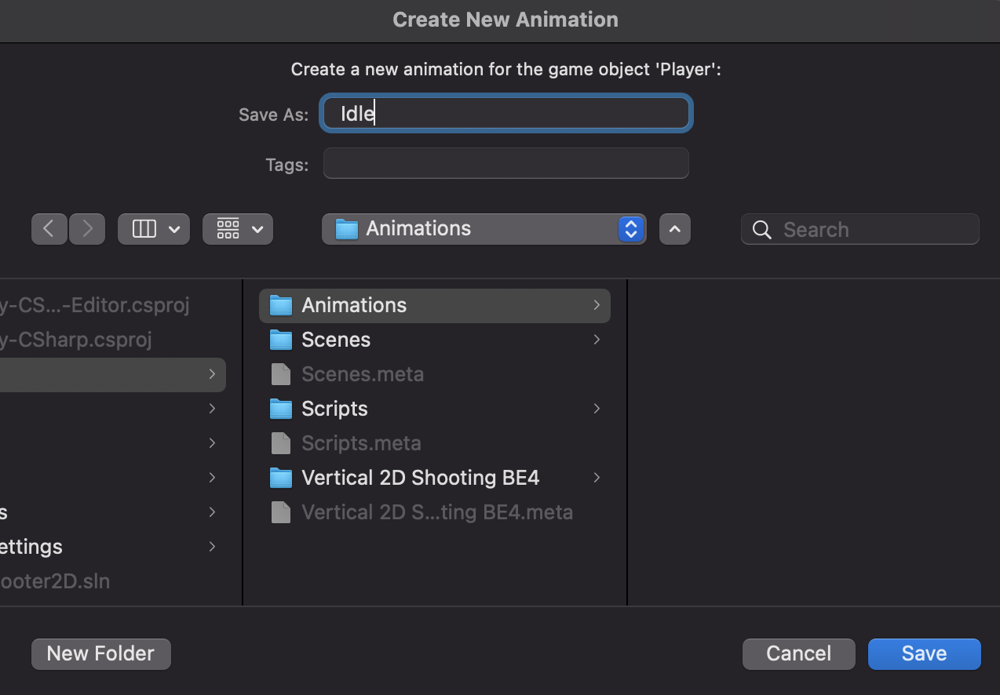 Create New Animation
Create a new animation for the game object 'Player':
Save As: Idle
Tags:
Animations
Search
y-CS...-Editor.csproj
y-CSharp.csproj
s
ettings
ooter2D.sln
Animations
Scenes
Scenes.meta
Scripts
Scripts.meta
Vertical 2D Shooting BE4
Vertical 2D S...ting BE4.meta
New Folder
Cancel
Save